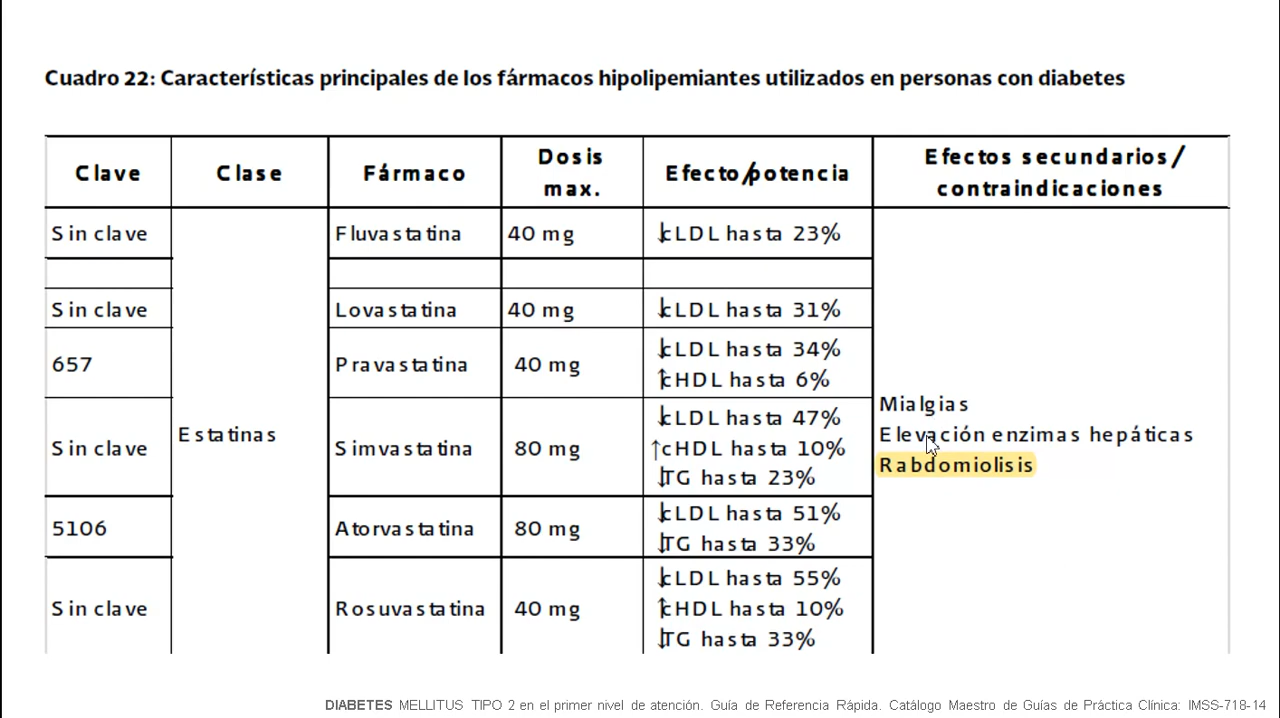 Cuadro 22: Características principales de los fármacos hipolipemiantes utilizados en personas con diabetes
Clave Clase Fármaco Dosis max. Efecto/potencia Efectos secundarios/ contraindicaciones
Sin clave Fluvastatina 40 mg ↓cLDL hasta 23%
Sin clave Lovastatina 40 mg ↓cLDL hasta 31%
657 Pravastatina 40 mg ↓cLDL hasta 34%
↑cHDL hasta 6%
Estatinas
Sin clave Simvastatina 80 mg ↓cLDL hasta 47%
↑cHDL hasta 10%
↓TG hasta 23%
5106 Atorvastatina 80 mg ↓cLDL hasta 51%
↓TG hasta 33%
Sin clave Rosuvastatina 40 mg ↓cLDL hasta 55%
↑cHDL hasta 10%
↓TG hasta 33%
Mialgias
Elevación enzimas hepáticas
Rabdomiolisis
DIABETES MELLITUS TIPO 2 en el primer nivel de atención. Guía de Referencia Rápida. Catálogo Maestro de Guías de Práctica Clínica: IMSS-718-14